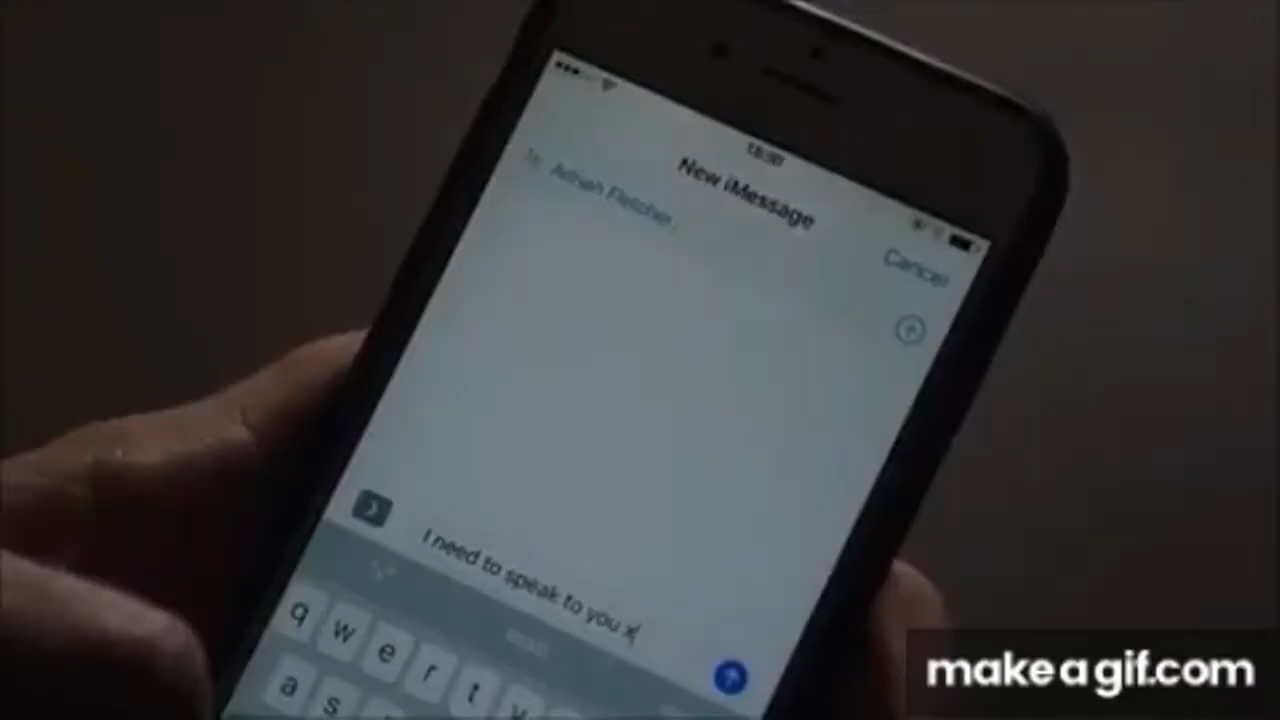 New iMessage
Cancel
I need to speak to you x
q w e r t
a s
makeagif.com